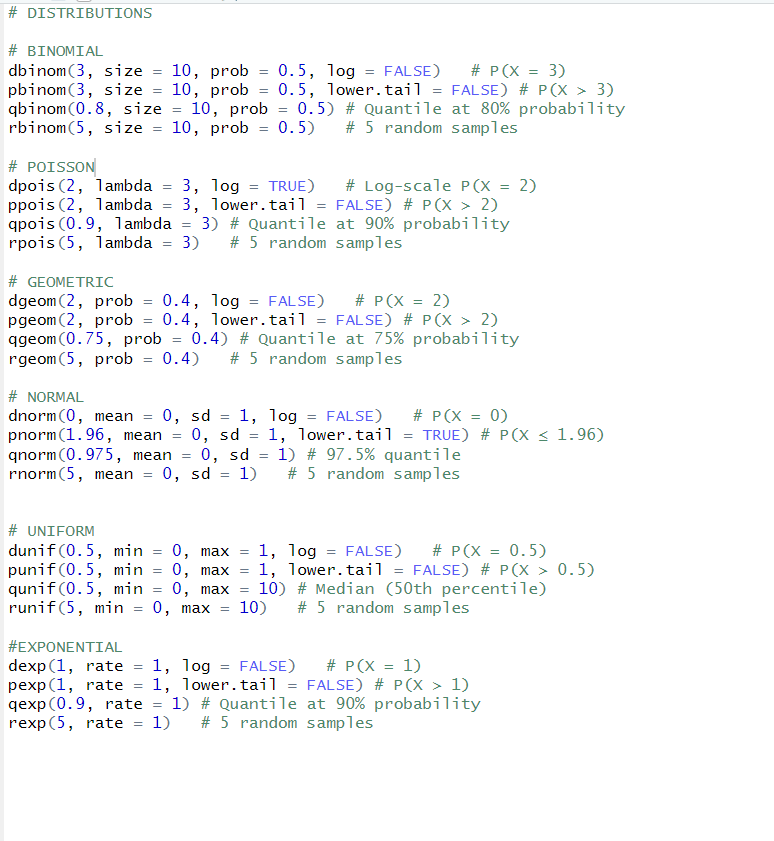 # DISTRIBUTIONS
# BINOMIAL
dbinom(3, size = 10, prob = 0.5, log = FALSE)   # P(X = 3)
pbinom(3, size = 10, prob = 0.5, lower.tail = FALSE) # P(X > 3)
qbinom(0.8, size = 10, prob = 0.5) # Quantile at 80% probability
rbinom(5, size = 10, prob = 0.5)   # 5 random samples
# POISSON
dpois(2, lambda = 3, log = TRUE)   # Log-scale P(X = 2)
ppois(2, lambda = 3, lower.tail = FALSE) # P(X > 2)
qpois(0.9, lambda = 3) # Quantile at 90% probability
rpois(5, lambda = 3)   # 5 random samples
# GEOMETRIC
dgeom(2, prob = 0.4, log = FALSE)   # P(X = 2)
pgeom(2, prob = 0.4, lower.tail = FALSE) # P(X > 2)
qgeom(0.75, prob = 0.4) # Quantile at 75% probability
rgeom(5, prob = 0.4)   # 5 random samples
# NORMAL
dnorm(0, mean = 0, sd = 1, log = FALSE)   # P(X = 0)
pnorm(1.96, mean = 0, sd = 1, lower.tail = TRUE) # P(X ≤ 1.96)
qnorm(0.975, mean = 0, sd = 1) # 97.5% quantile
rnorm(5, mean = 0, sd = 1)   # 5 random samples
# UNIFORM
dunif(0.5, min = 0, max = 1, log = FALSE)   # P(X = 0.5)
punif(0.5, min = 0, max = 1, lower.tail = FALSE) # P(X > 0.5)
qunif(0.5, min = 0, max = 10) # Median (50th percentile)
runif(5, min = 0, max = 10)   # 5 random samples
#EXPONENTIAL
dexp(1, rate = 1, log = FALSE)   # P(X = 1)
pexp(1, rate = 1, lower.tail = FALSE) # P(X > 1)
qexp(0.9, rate = 1) # Quantile at 90% probability
rexp(5, rate = 1)   # 5 random samples